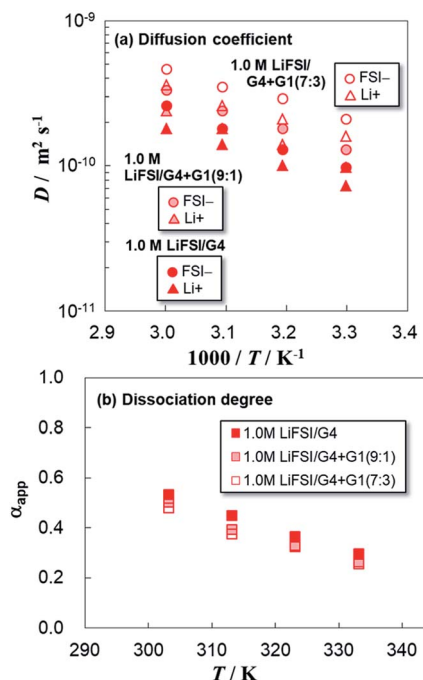 (a) Diffusion coefficient
1.0 M LiFSI/
G4+G1(7:3)
FSI−
Li+
1.0 M
LiFSI/G4+G1(9:1)
FSI−
Li+
1.0 M LiFSI/G4
FSI−
Li+
D / m² s⁻¹
10⁻⁹
10⁻¹⁰
10⁻¹¹
2.9 3.0 3.1 3.2 3.3 3.4
1000 / T / K⁻¹
(b) Dissociation degree
1.0M LiFSI/G4
1.0M LiFSI/G4+G1(9:1)
1.0M LiFSI/G4+G1(7:3)
αapp
1.0
0.8
0.6
0.4
0.2
0.0
290 300 310 320 330 340
T / K